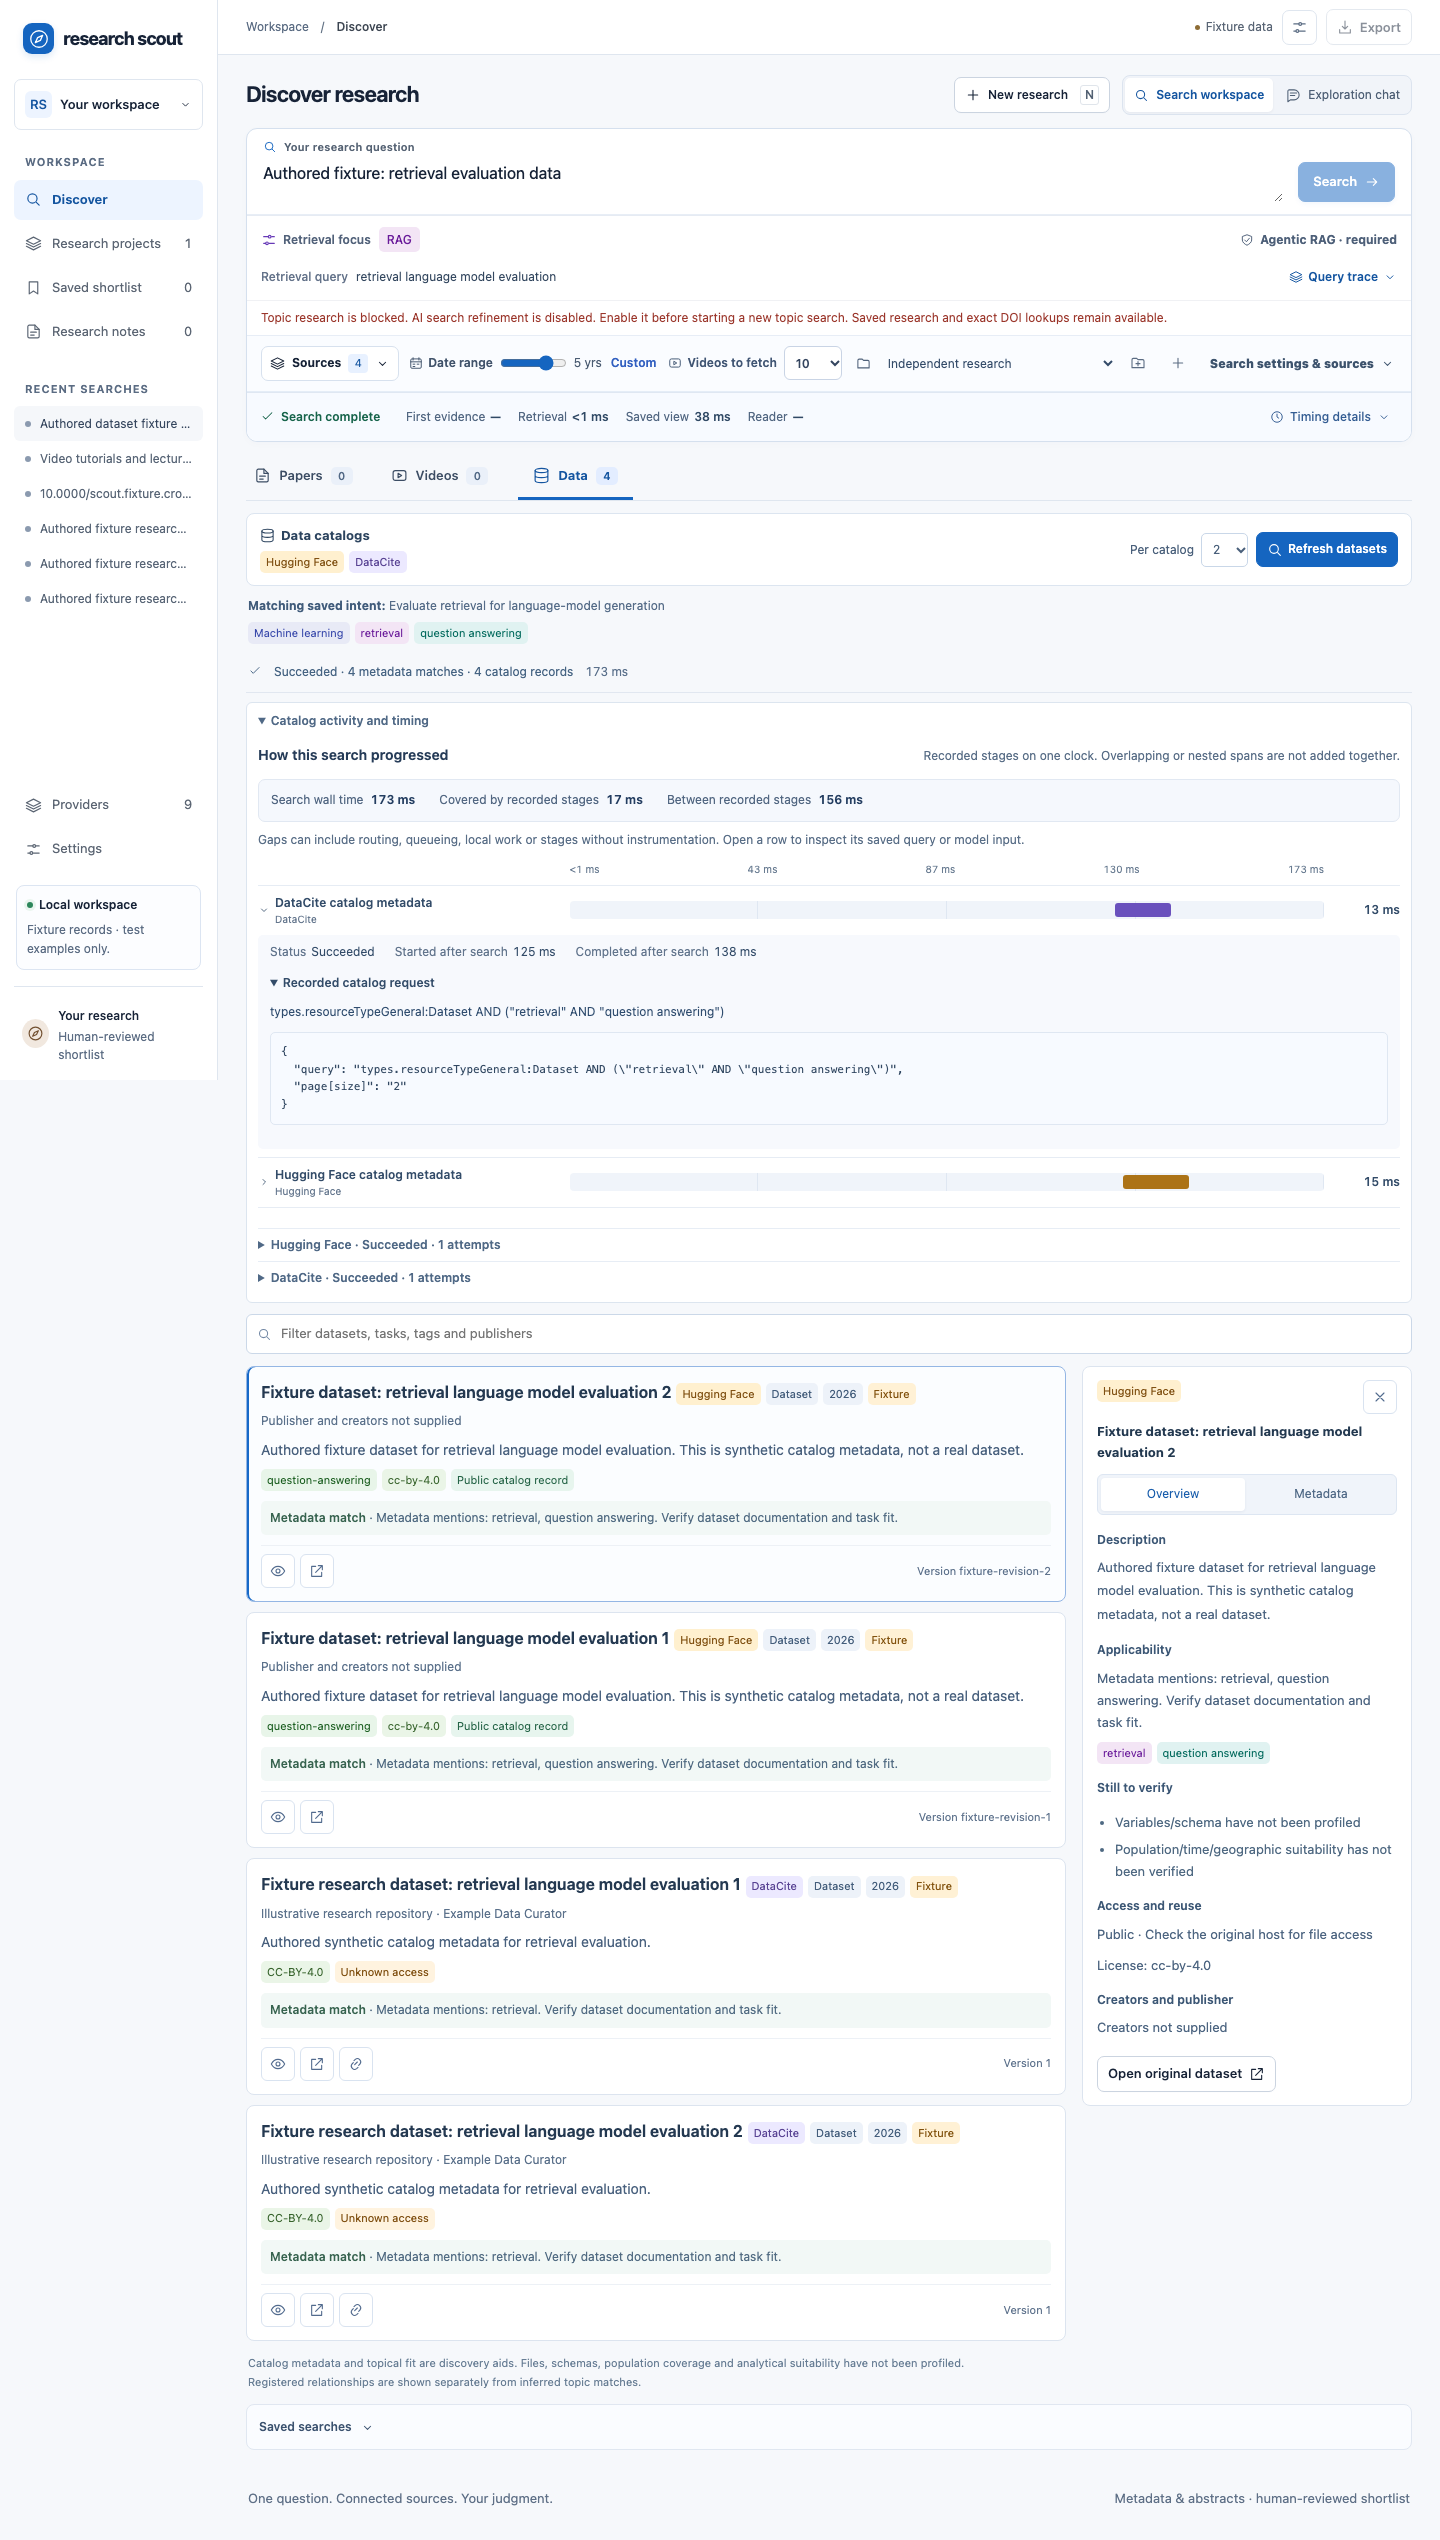 research scout
RS Your workspace
WORKSPACE
Discover
Research projects 1
Saved shortlist 0
Research notes 0
RECENT SEARCHES
Authored dataset fixture ...
Video tutorials and lectur...
10.0000/scout.fixture.cro...
Authored fixture researc...
Authored fixture researc...
Authored fixture researc...
Providers 9
Settings
Local workspace
Fixture records · test
examples only.
Your research
Human-reviewed
shortlist
Workspace / Discover
Fixture data
Export
Discover research
New research N
Search workspace
Exploration chat
Your research question
Authored fixture: retrieval evaluation data
Search
Retrieval focus RAG
Agentic RAG · required
Retrieval query retrieval language model evaluation
Query trace
Topic research is blocked. AI search refinement is disabled. Enable it before starting a new topic search. Saved research and exact DOI lookups remain available.
Sources 4
Date range 5 yrs Custom
Videos to fetch 10
Independent research
Search settings & sources
Search complete First evidence — Retrieval <1 ms Saved view 38 ms Reader —
Timing details
Papers 0
Videos 0
Data 4
Data catalogs
Hugging Face DataCite
Per catalog 2
Refresh datasets
Matching saved intent: Evaluate retrieval for language-model generation
Machine learning retrieval question answering
Succeeded · 4 metadata matches · 4 catalog records 173 ms
Catalog activity and timing
How this search progressed
Recorded stages on one clock. Overlapping or nested spans are not added together.
Search wall time 173 ms Covered by recorded stages 17 ms Between recorded stages 156 ms
Gaps can include routing, queueing, local work or stages without instrumentation. Open a row to inspect its saved query or model input.
<1 ms 43 ms 87 ms 130 ms 173 ms
DataCite catalog metadata
DataCite
13 ms
Status Succeeded Started after search 125 ms Completed after search 138 ms
Recorded catalog request
types.resourceTypeGeneral:Dataset AND ("retrieval" AND "question answering")
{
"query": "types.resourceTypeGeneral:Dataset AND (\"retrieval\" AND \"question answering\")",
"page[size]": "2"
}
Hugging Face catalog metadata
Hugging Face
15 ms
Hugging Face · Succeeded · 1 attempts
DataCite · Succeeded · 1 attempts
Filter datasets, tasks, tags and publishers
Fixture dataset: retrieval language model evaluation 2 Hugging Face Dataset 2026 Fixture
Publisher and creators not supplied
Authored fixture dataset for retrieval language model evaluation. This is synthetic catalog metadata, not a real dataset.
question-answering cc-by-4.0 Public catalog record
Metadata match · Metadata mentions: retrieval, question answering. Verify dataset documentation and task fit.
Version fixture-revision-2
Fixture dataset: retrieval language model evaluation 1 Hugging Face Dataset 2026 Fixture
Publisher and creators not supplied
Authored fixture dataset for retrieval language model evaluation. This is synthetic catalog metadata, not a real dataset.
question-answering cc-by-4.0 Public catalog record
Metadata match · Metadata mentions: retrieval, question answering. Verify dataset documentation and task fit.
Version fixture-revision-1
Fixture research dataset: retrieval language model evaluation 1 DataCite Dataset 2026 Fixture
Illustrative research repository · Example Data Curator
Authored synthetic catalog metadata for retrieval evaluation.
CC-BY-4.0 Unknown access
Metadata match · Metadata mentions: retrieval. Verify dataset documentation and task fit.
Version 1
Fixture research dataset: retrieval language model evaluation 2 DataCite Dataset 2026 Fixture
Illustrative research repository · Example Data Curator
Authored synthetic catalog metadata for retrieval evaluation.
CC-BY-4.0 Unknown access
Metadata match · Metadata mentions: retrieval. Verify dataset documentation and task fit.
Version 1
Hugging Face
Fixture dataset: retrieval language model
evaluation 2
Overview Metadata
Description
Authored fixture dataset for retrieval language
model evaluation. This is synthetic catalog
metadata, not a real dataset.
Applicability
Metadata mentions: retrieval, question
answering. Verify dataset documentation and
task fit.
retrieval question answering
Still to verify
• Variables/schema have not been profiled
• Population/time/geographic suitability has not
been verified
Access and reuse
Public · Check the original host for file access
License: cc-by-4.0
Creators and publisher
Creators not supplied
Open original dataset
Catalog metadata and topical fit are discovery aids. Files, schemas, population coverage and analytical suitability have not been profiled.
Registered relationships are shown separately from inferred topic matches.
Saved searches
One question. Connected sources. Your judgment.
Metadata & abstracts · human-reviewed shortlist